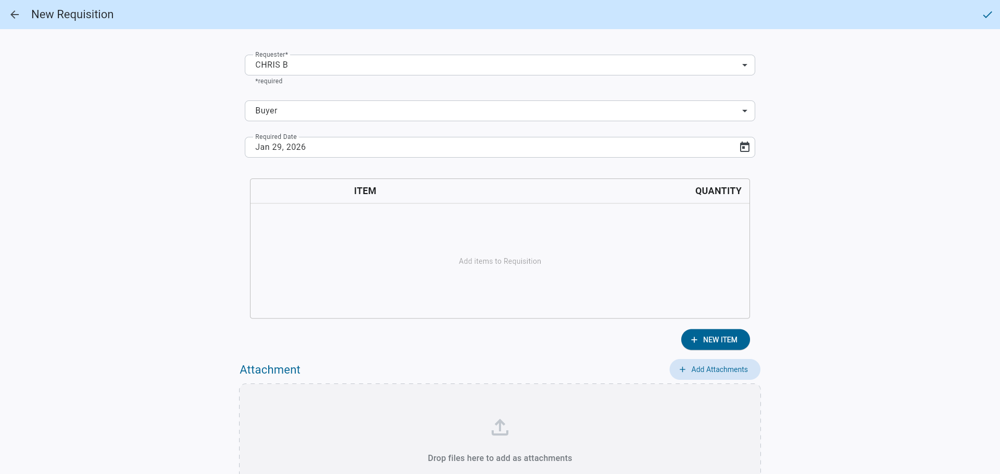 New Requisition
Requester*
CHRIS B
*required
Buyer
Required Date
Jan 29, 2026
ITEM QUANTITY
Add items to Requisition
NEW ITEM
Attachment
Add Attachments
Drop files here to add as attachments